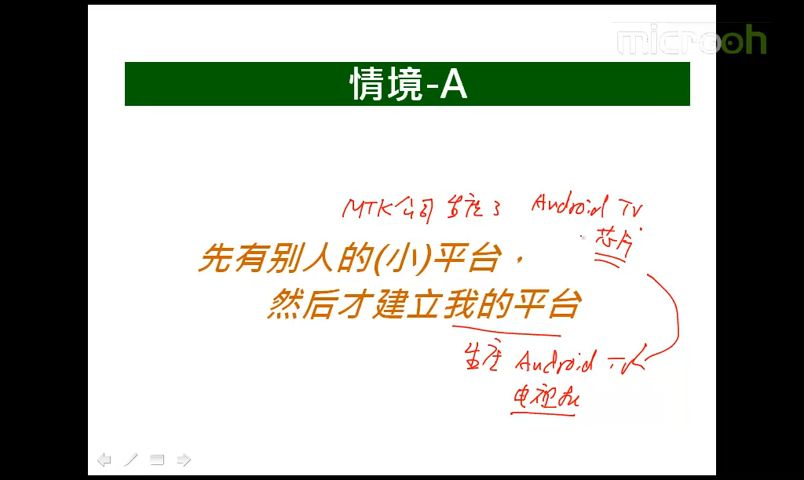 microoh
情境-A
MTK公司 生产了 Android TV
芯片
先有别人的(小)平台，
然后才建立我的平台
生产 Android
电视机